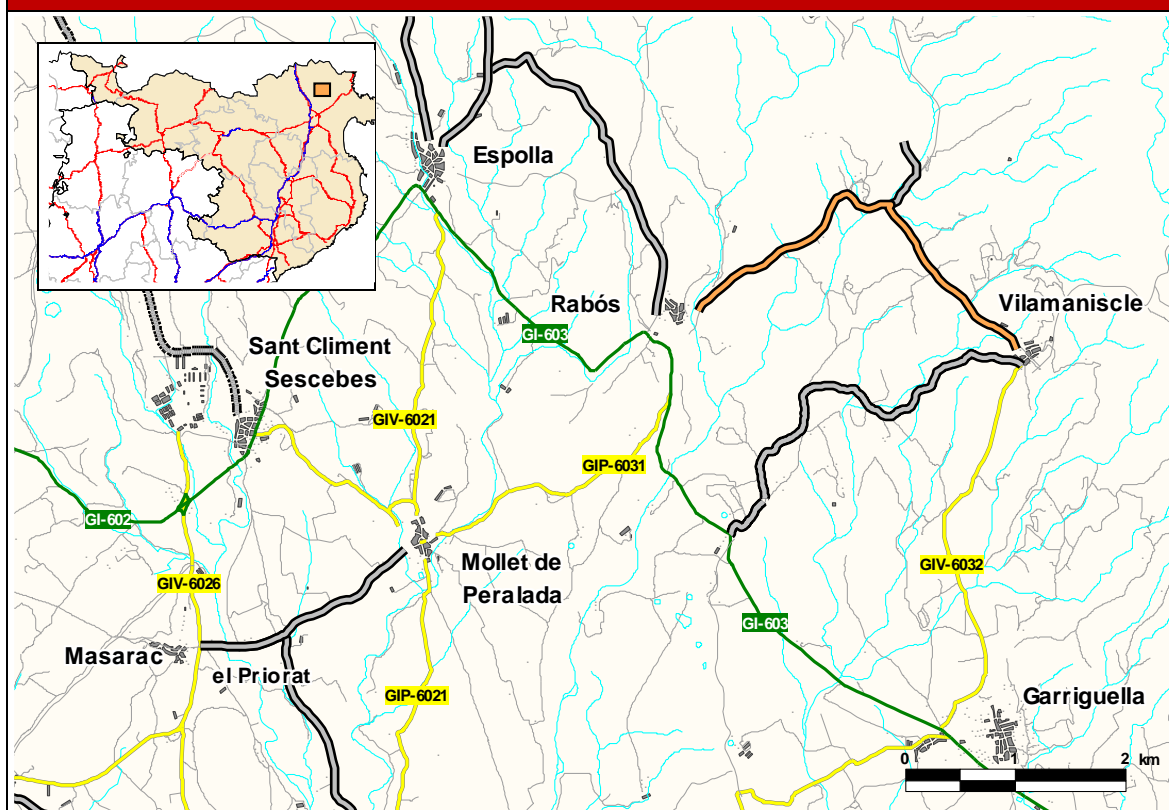 Espolla
Rabós
GI-603
Vilamaniscle
Sant Climent
Sescebes
GIV-6021
GIP-6031
GI-602
Mollet de
Peralada
GIV-6026
GIV-6032
GI-603
Masarac
el Priorat
GIP-6021
Garriguella
0 1 2 km